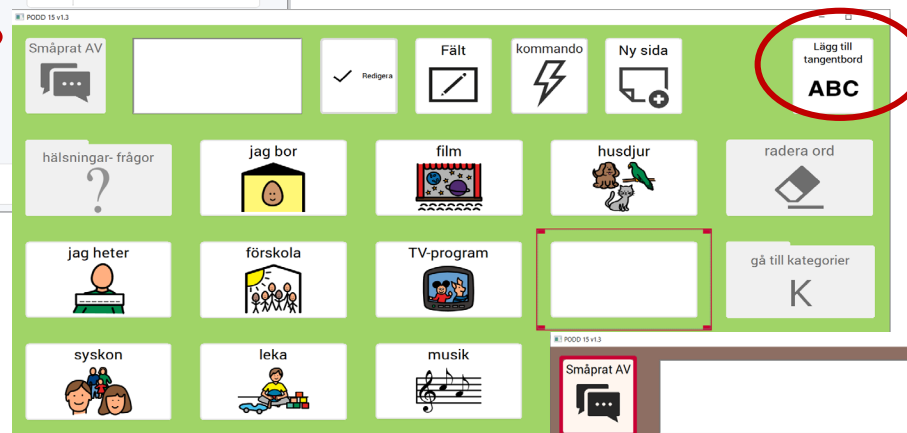 PODD 15 v1.3
Småprat AV
Redigera
Fält
kommando
Ny sida
Lägg till
tangentbord
ABC
hälsningar- frågor
?
jag bor
film
husdjur
radera ord
jag heter
förskola
TV-program
gå till kategorier
K
syskon
leka
musik
PODD 15 v1.3
Småprat AV